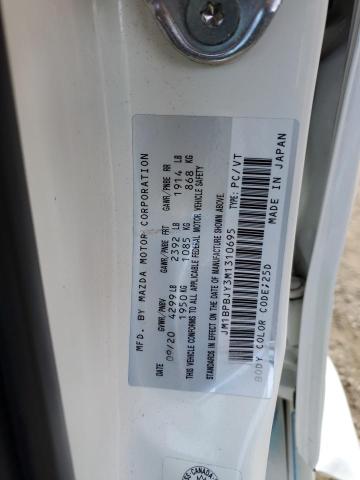 MFD. BY MAZDA MOTOR CORPORATION
DATE GVWR/PNBV GAWR/PNBE FRT GAWR/PNBE RR
09/20 4299 LB 2392 LB 1914 LB
1950 KG 1085 KG 868 KG
THIS VEHICLE CONFORMS TO ALL APPLICABLE FEDERAL MOTOR VEHICLE SAFETY
STANDARDS IN EFFECT ON THE DATE OF MANUFACTURE SHOWN ABOVE.
JM1BPBJY3M1310695 TYPE: PC/VT
BODY COLOR CODE:25D MADE IN JAPAN
CANADA